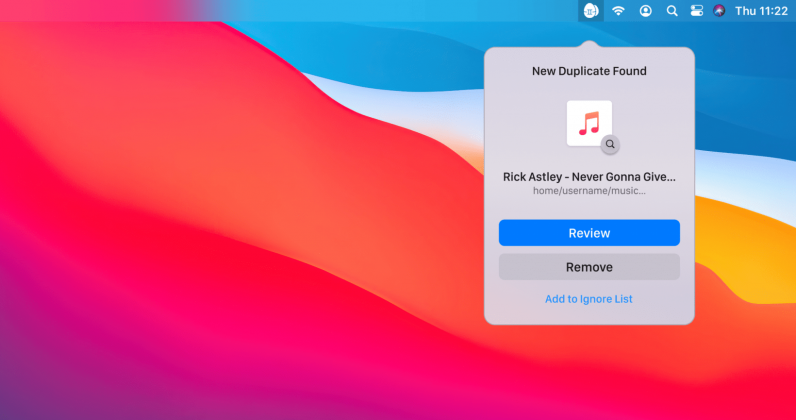 Thu 11:22
New Duplicate Found
Rick Astley - Never Gonna Give...
home/username/music...
Review
Remove
Add to Ignore List